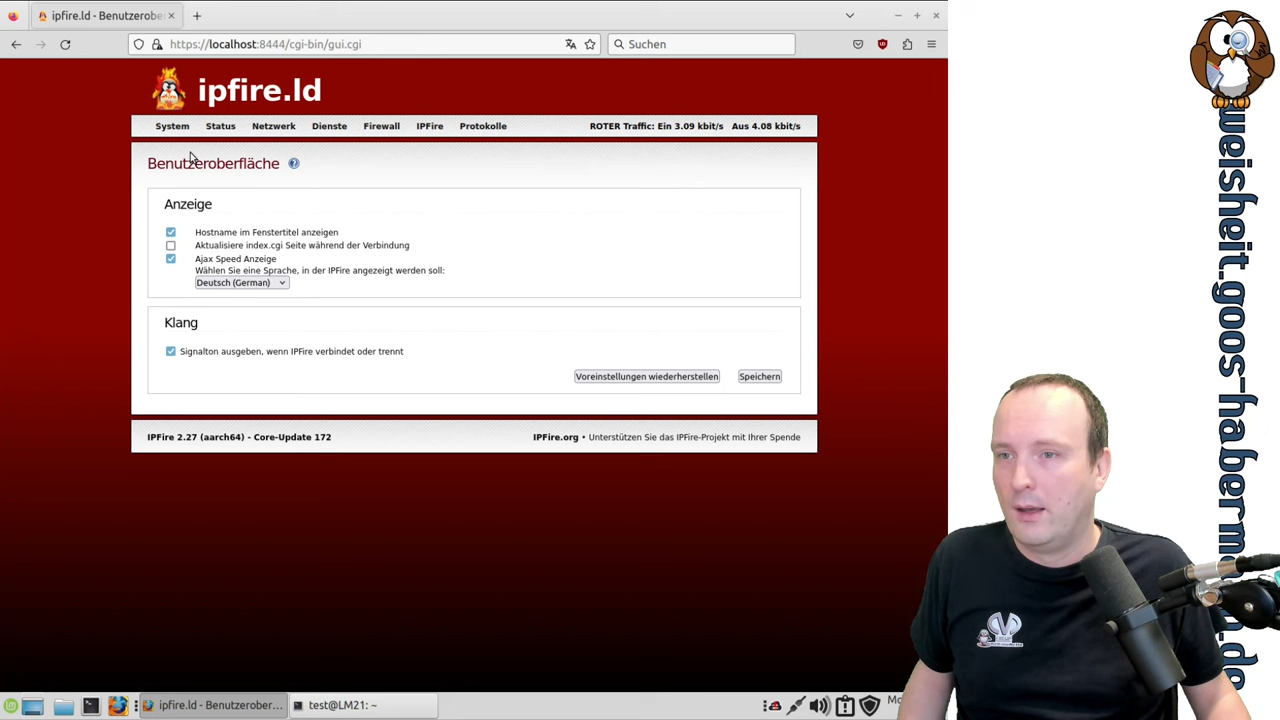 ipfire.ld - Benutzerobe
https://localhost:8444/cgi-bin/gui.cgi
Suchen
ipfire.ld
System Status Netzwerk Dienste Firewall IPFire Protokolle ROTER Traffic: Ein 3.09 kbit/s Aus 4.08 kbit/s
Benutzeroberfläche
Anzeige
Hostname im Fenstertitel anzeigen
Aktualisiere index.cgi Seite während der Verbindung
Ajax Speed Anzeige
Wählen Sie eine Sprache, in der IPFire angezeigt werden soll:
Deutsch (German)
Klang
Signalton ausgeben, wenn IPFire verbindet oder trennt
Voreinstellungen wiederherstellen Speichern
IPFire 2.27 (aarch64) - Core-Update 172 IPFire.org • Unterstützen Sie das IPFire-Projekt mit Ihrer Spende
ipfire.ld - Benutzerober... test@LM21: ~ Mo
weisheit.goos-habermann.de